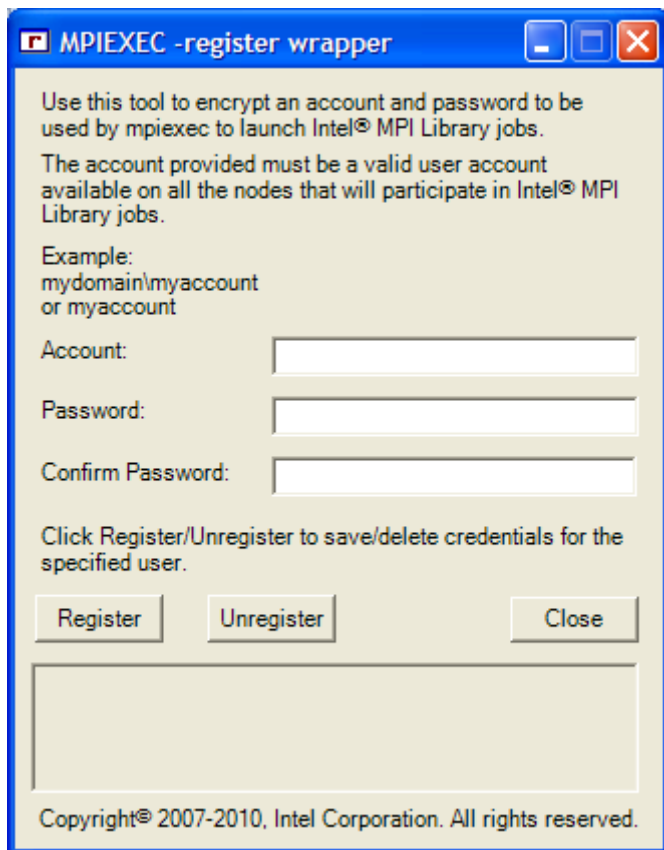 MPIEXEC -register wrapper
Use this tool to encrypt an account and password to be
used by mpiexec to launch Intel® MPI Library jobs.
The account provided must be a valid user account
available on all the nodes that will participate in Intel® MPI
Library jobs.
Example:
mydomain\myaccount
or myaccount
Account:
Password:
Confirm Password:
Click Register/Unregister to save/delete credentials for the
specified user.
Register Unregister Close
Copyright© 2007-2010, Intel Corporation. All rights reserved.